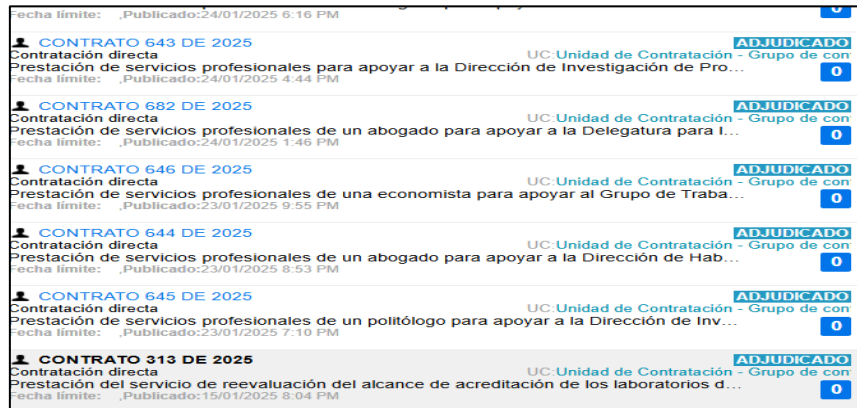 Fecha límite: ,Publicado:24/01/2025 6:16 PM
0
CONTRATO 643 DE 2025 ADJUDICADO
Contratación directa UC:Unidad de Contratación - Grupo de con
Prestación de servicios profesionales para apoyar a la Dirección de Investigación de Pro...
Fecha límite: ,Publicado:24/01/2025 4:44 PM 0
CONTRATO 682 DE 2025 ADJUDICADO
Contratación directa UC:Unidad de Contratación - Grupo de con
Prestación de servicios profesionales de un abogado para apoyar a la Delegatura para l...
Fecha límite: ,Publicado:24/01/2025 1:46 PM 0
CONTRATO 646 DE 2025 ADJUDICADO
Contratación directa UC:Unidad de Contratación - Grupo de con
Prestación de servicios profesionales de una economista para apoyar al Grupo de Traba...
Fecha límite: ,Publicado:23/01/2025 9:55 PM 0
CONTRATO 644 DE 2025 ADJUDICADO
Contratación directa UC:Unidad de Contratación - Grupo de con
Prestación de servicios profesionales de un abogado para apoyar a la Dirección de Hab...
Fecha límite: ,Publicado:23/01/2025 8:53 PM 0
CONTRATO 645 DE 2025 ADJUDICADO
Contratación directa UC:Unidad de Contratación - Grupo de con
Prestación de servicios profesionales de un politólogo para apoyar a la Dirección de Inv...
Fecha límite: ,Publicado:23/01/2025 7:10 PM 0
CONTRATO 313 DE 2025 ADJUDICADO
Contratación directa UC:Unidad de Contratación - Grupo de con
Prestación del servicio de reevaluación del alcance de acreditación de los laboratorios d...
Fecha límite: ,Publicado:15/01/2025 8:04 PM 0